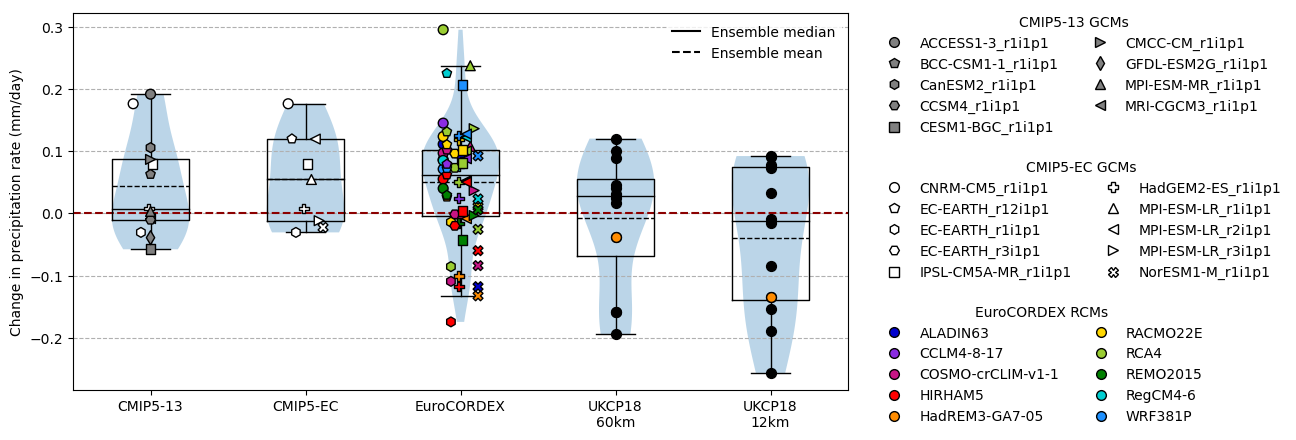 Change in precipitation rate (mm/day)
0.3
0.2
0.1
0.0
−0.1
−0.2
CMIP5-13
CMIP5-EC
EuroCORDEX
UKCP18
60km
UKCP18
12km
Ensemble median
Ensemble mean
CMIP5-13 GCMs
ACCESS1-3_r1i1p1
BCC-CSM1-1_r1i1p1
CanESM2_r1i1p1
CCSM4_r1i1p1
CESM1-BGC_r1i1p1
CMCC-CM_r1i1p1
GFDL-ESM2G_r1i1p1
MPI-ESM-MR_r1i1p1
MRI-CGCM3_r1i1p1
CMIP5-EC GCMs
CNRM-CM5_r1i1p1
EC-EARTH_r12i1p1
EC-EARTH_r1i1p1
EC-EARTH_r3i1p1
IPSL-CM5A-MR_r1i1p1
HadGEM2-ES_r1i1p1
MPI-ESM-LR_r1i1p1
MPI-ESM-LR_r2i1p1
MPI-ESM-LR_r3i1p1
NorESM1-M_r1i1p1
EuroCORDEX RCMs
ALADIN63
CCLM4-8-17
COSMO-crCLIM-v1-1
HIRHAM5
HadREM3-GA7-05
RACMO22E
RCA4
REMO2015
RegCM4-6
WRF381P